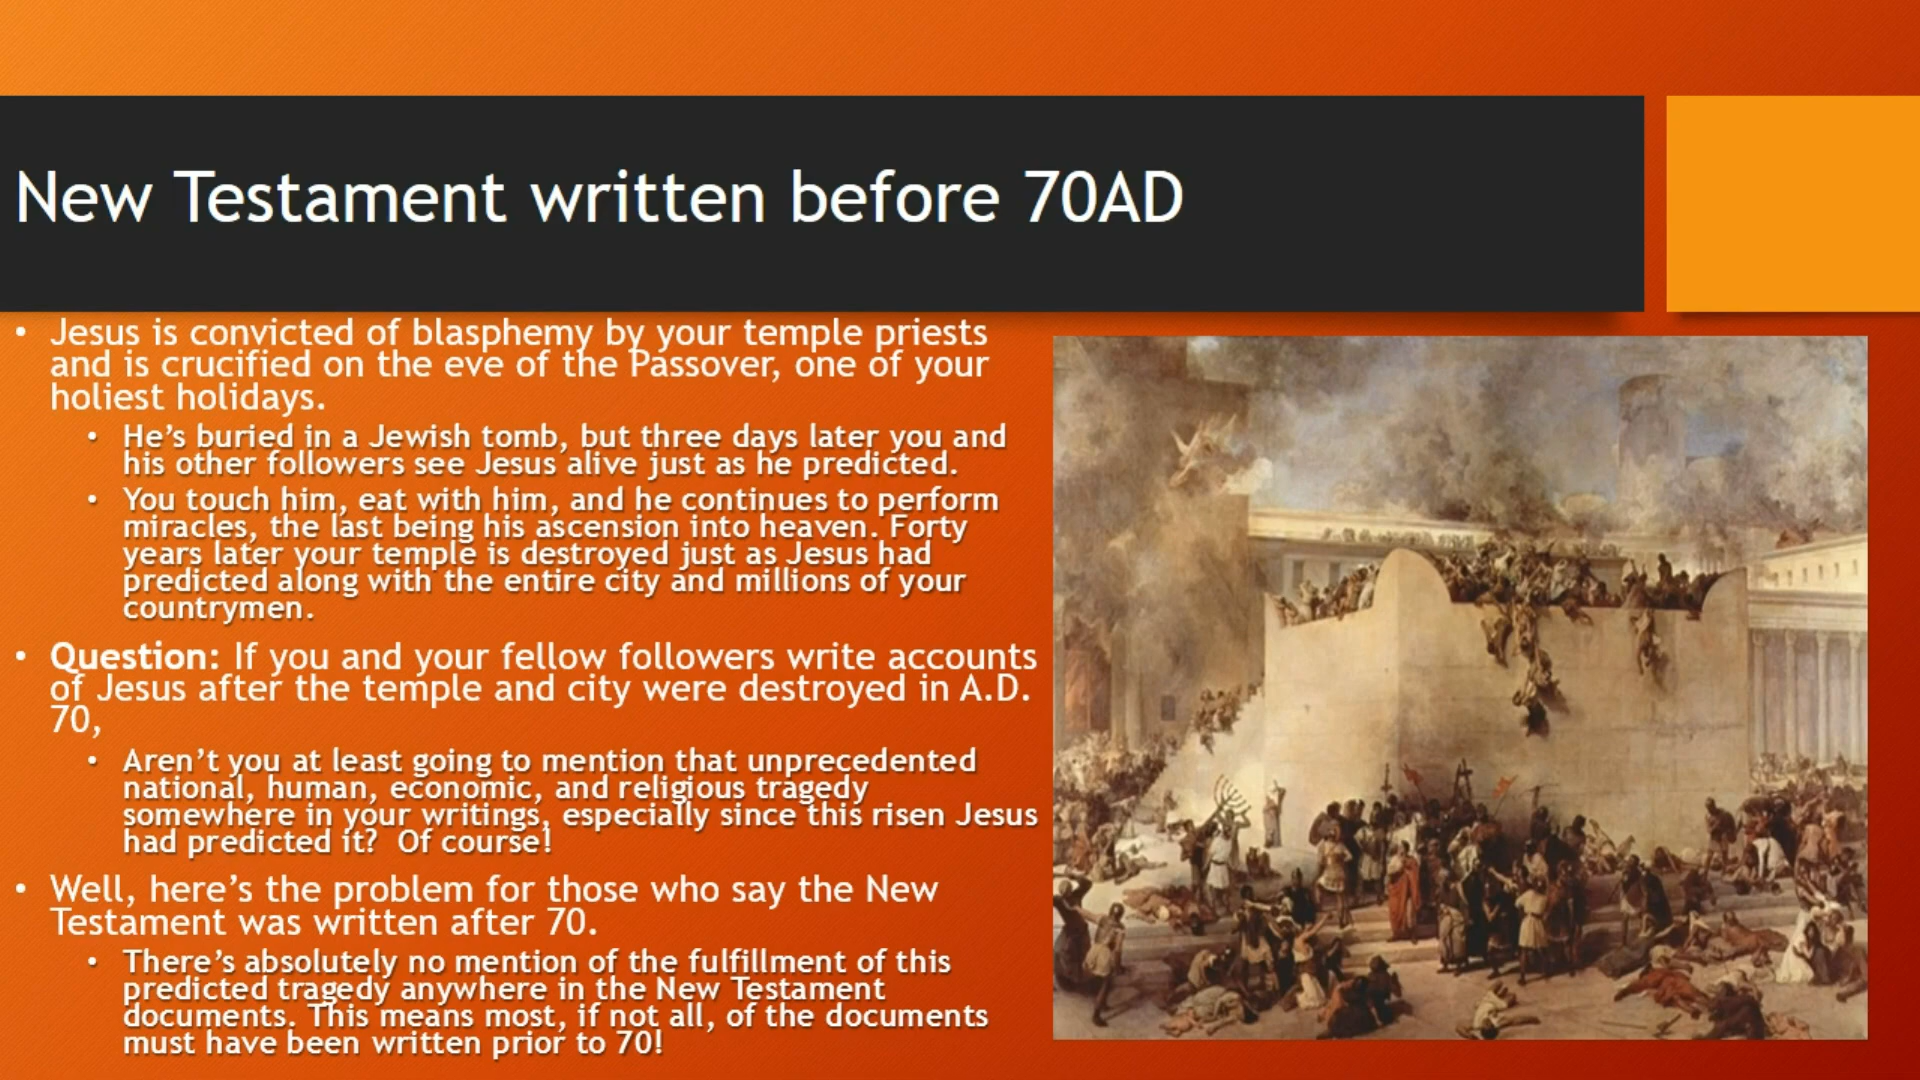 New Testament written before 70AD
• Jesus is convicted of blasphemy by your temple priests
and is crucified on the eve of the Passover, one of your
holiest holidays.
• He’s buried in a Jewish tomb, but three days later you and
his other followers see Jesus alive just as he predicted.
• You touch him, eat with him, and he continues to perform
miracles, the last being his ascension into heaven. Forty
years later your temple is destroyed just as Jesus had
predicted along with the entire city and millions of your
countrymen.
• Question: If you and your fellow followers write accounts
of Jesus after the temple and city were destroyed in A.D.
70,
• Aren’t you at least going to mention that unprecedented
national, human, economic, and religious tragedy
somewhere in your writings, especially since this risen Jesus
had predicted it?  Of course!
• Well, here’s the problem for those who say the New
Testament was written after 70.
• There’s absolutely no mention of the fulfillment of this
predicted tragedy anywhere in the New Testament
documents. This means most, if not all, of the documents
must have been written prior to 70!